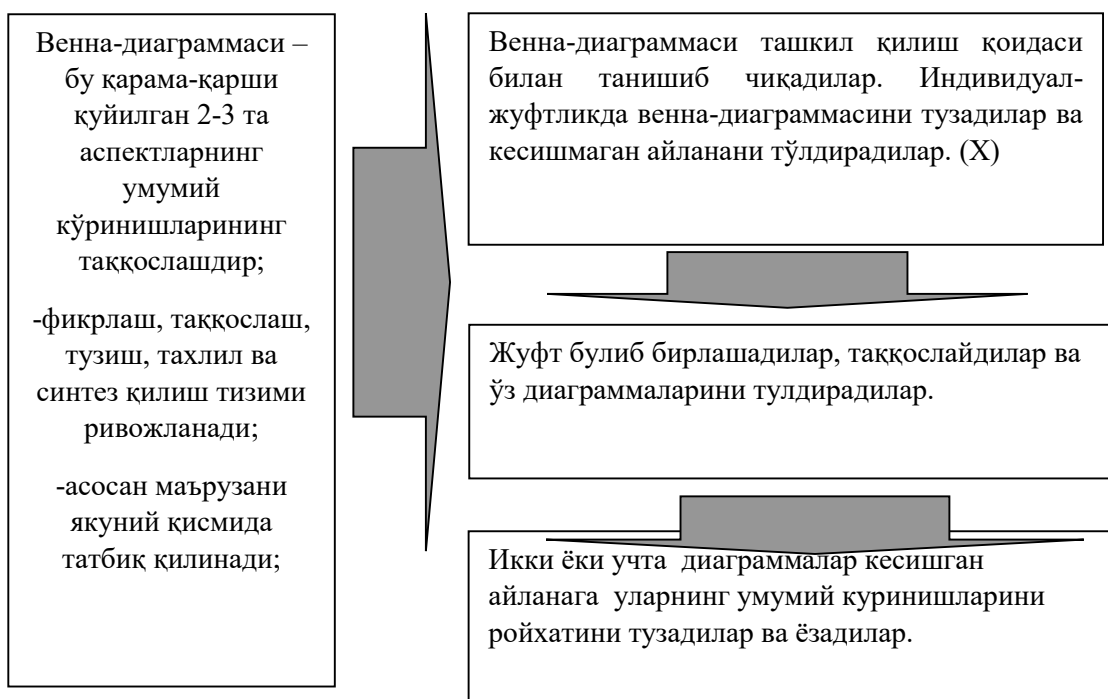 Венна-диаграммаси –
бу қарама-қарши
қуйилган 2-3 та
аспектларнинг
умумий
кўринишларининг
таққослашдир;
-фикрлаш, таққослаш,
тузиш, тахлил ва
синтез қилиш тизими
ривожланади;
-асосан маърузани
якуний қисмида
татбиқ қилинади;
Венна-диаграммаси ташкил қилиш қоидаси
билан танишиб чиқадилар. Индивидуал-
жуфтликда венна-диаграммасини тузадилар ва
кесишмаган айланани тўлдирадилар. (Х)
Жуфт булиб бирлашадилар, таққослайдилар ва
ўз диаграммаларини тулдирадилар.
Икки ёки учта диаграммалар кесишган
айланага уларнинг умумий куринишларини
ройхатини тузадилар ва ёзадилар.